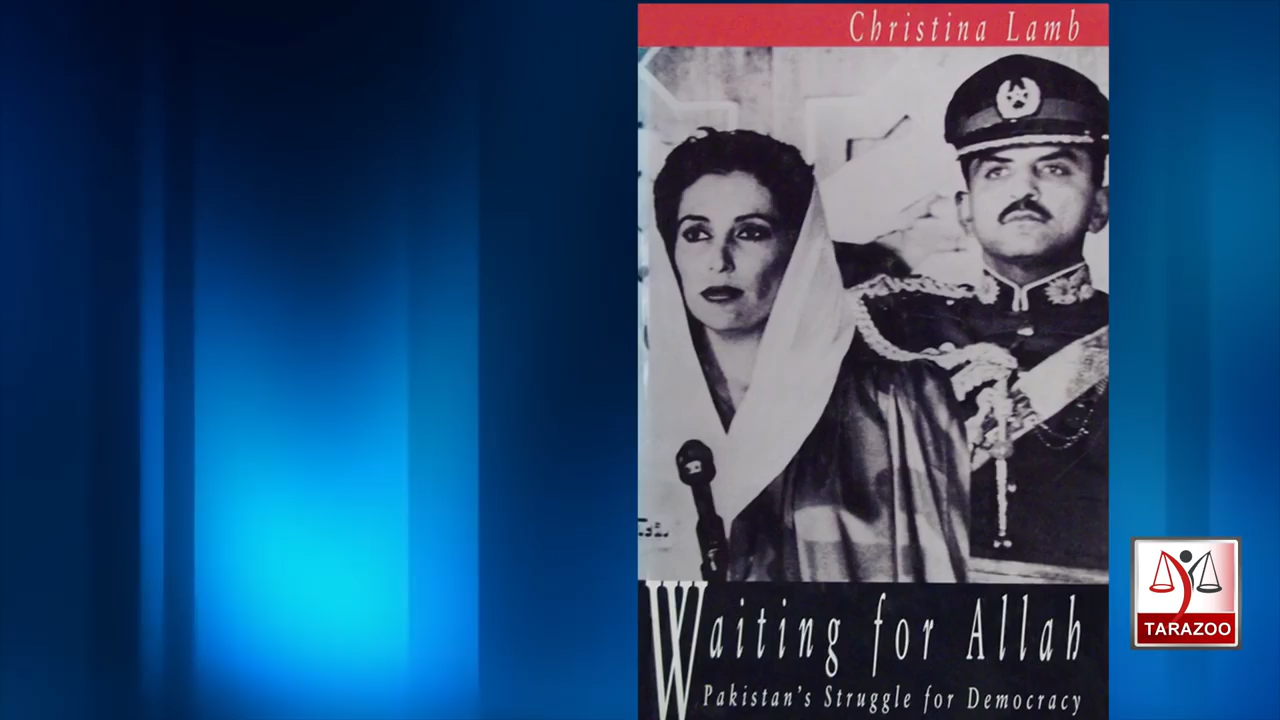 Christina Lamb
Waiting for Allah
Pakistan's Struggle for Democracy
TARAZOO